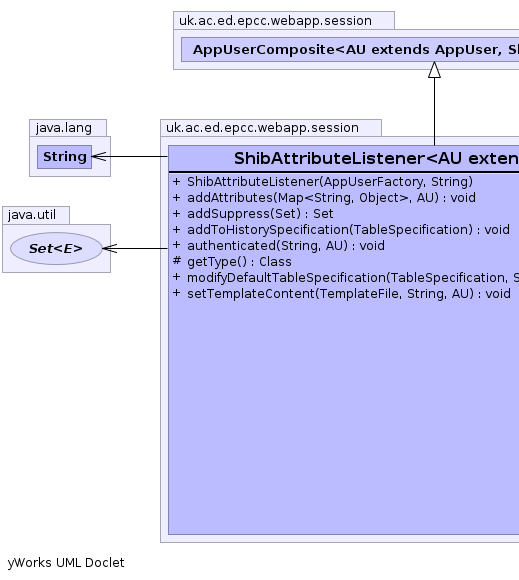 uk.ac.ed.epcc.webapp.session
AppUserComposite<AU extends AppUser,
java.lang
String
java.util
Set<E>
uk.ac.ed.epcc.webapp.session
ShibAttributeListener<AU
+ ShibAttributeListener(AppUserFactory, String)
+ addAttributes(Map<String, Object>, AU) : void
+ addSuppress(Set) : Set
+ addToHistorySpecification(TableSpecification) : void
+ authenticated(String, AU) : void
# getType() : Class
+ modifyDefaultTableSpecification(TableSpecification,
+ setTemplateContent(TemplateFile, String, AU) : void
yWorks UML Doclet